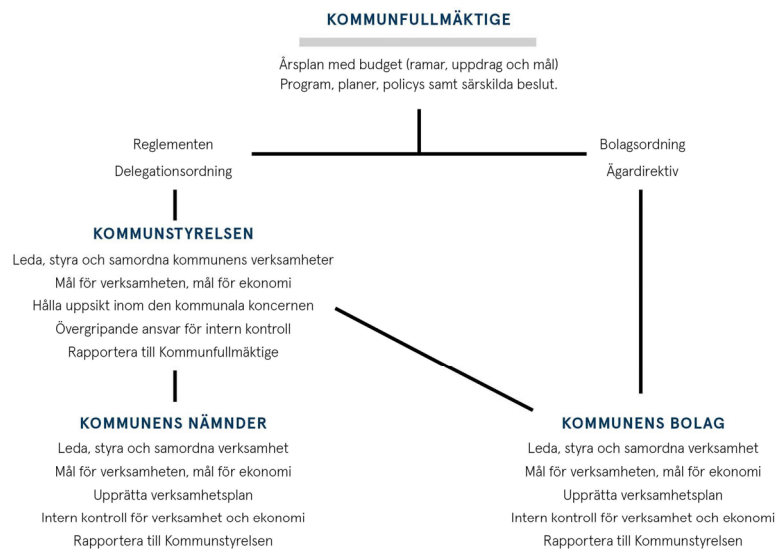 KOMMUNFULLMÄKTIGE
Årsplan med budget (ramar, uppdrag och mål)
Program, planer, policys samt särskilda beslut.
Reglementen
Delegationsordning
Bolagsordning
Ägardirektiv
KOMMUNSTYRELSEN
Leda, styra och samordna kommunens verksamheter
Mål för verksamheten, mål för ekonomi
Hålla uppsikt inom den kommunala koncernen
Övergripande ansvar för intern kontroll
Rapportera till Kommunfullmäktige
KOMMUNENS NÄMNDER
Leda, styra och samordna verksamhet
Mål för verksamheten, mål för ekonomi
Upprätta verksamhetsplan
Intern kontroll för verksamhet och ekonomi
Rapportera till Kommunstyrelsen
KOMMUNENS BOLAG
Leda, styra och samordna verksamhet
Mål för verksamheten, mål för ekonomi
Upprätta verksamhetsplan
Intern kontroll för verksamhet och ekonomi
Rapportera till Kommunstyrelsen